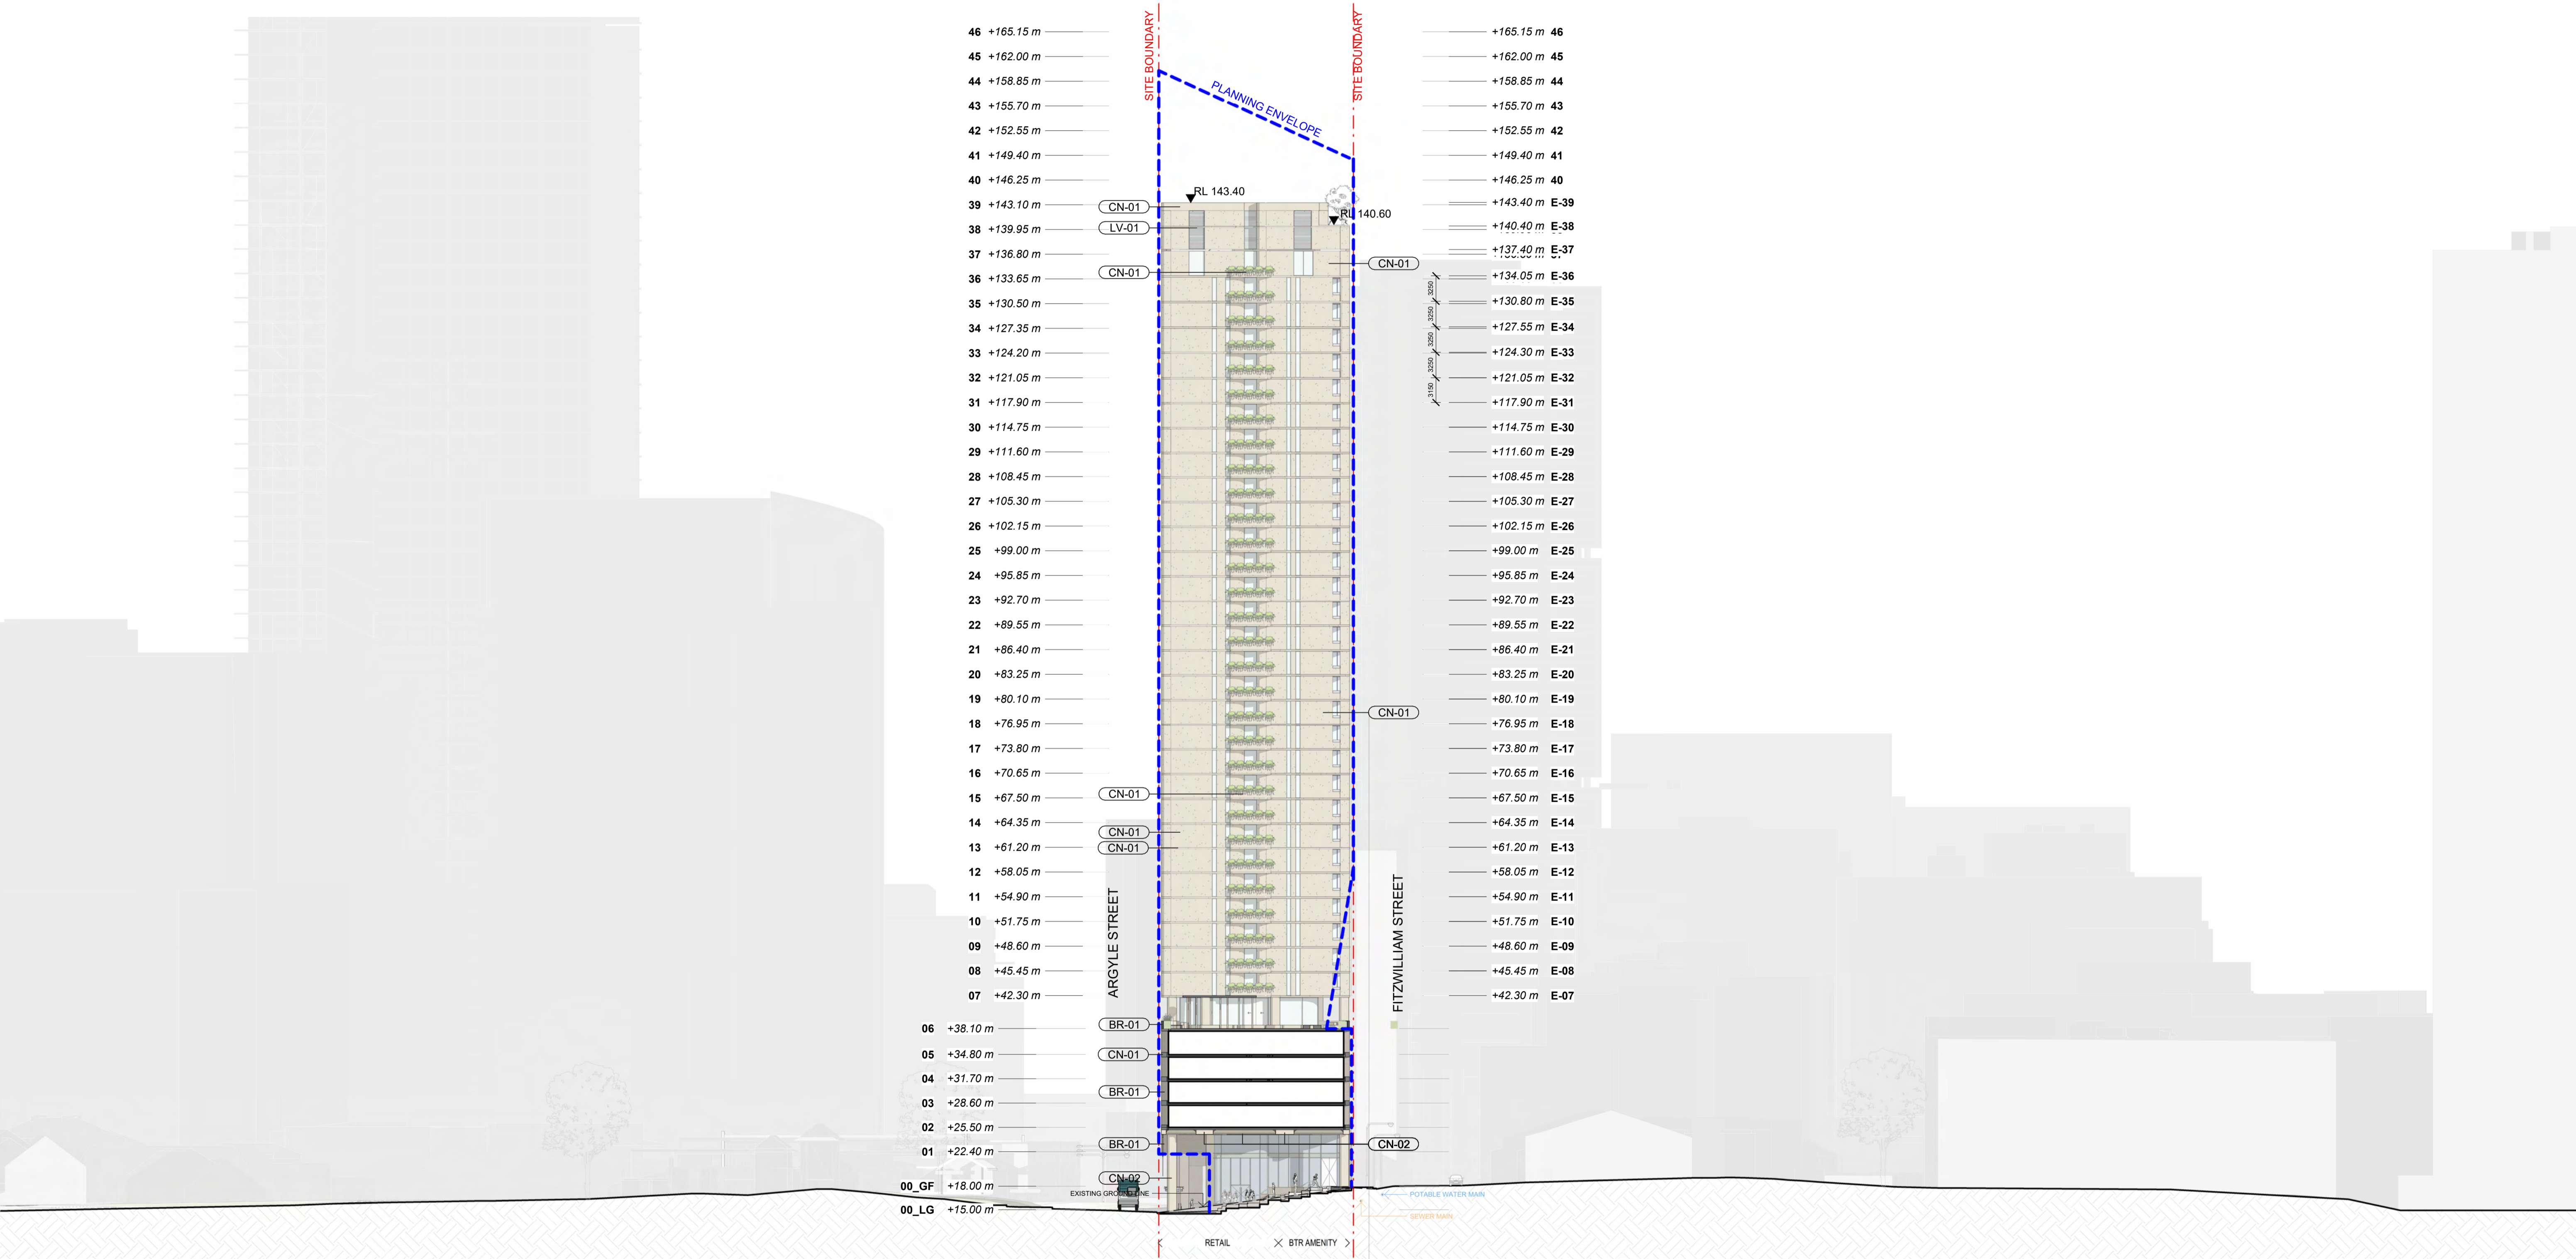 SITE BOUNDARY
SITE BOUNDARY
PLANNING ENVELOPE
46 +165.15 m
45 +162.00 m
44 +158.85 m
43 +155.70 m
42 +152.55 m
41 +149.40 m
40 +146.25 m
39 +143.10 m
38 +139.95 m
37 +136.80 m
36 +133.65 m
35 +130.50 m
34 +127.35 m
33 +124.20 m
32 +121.05 m
31 +117.90 m
30 +114.75 m
29 +111.60 m
28 +108.45 m
27 +105.30 m
26 +102.15 m
25 +99.00 m
24 +95.85 m
23 +92.70 m
22 +89.55 m
21 +86.40 m
20 +83.25 m
19 +80.10 m
18 +76.95 m
17 +73.80 m
16 +70.65 m
15 +67.50 m
14 +64.35 m
13 +61.20 m
12 +58.05 m
11 +54.90 m
10 +51.75 m
09 +48.60 m
08 +45.45 m
07 +42.30 m
06 +38.10 m
05 +34.80 m
04 +31.70 m
03 +28.60 m
02 +25.50 m
01 +22.40 m
00_GF +18.00 m
00_LG +15.00 m
RL 143.40
RL 140.60
CN-01
LV-01
CN-01
CN-01
CN-01
CN-01
CN-01
CN-01
BR-01
CN-01
BR-01
BR-01
CN-02
CN-02
ARGYLE STREET
FITZWILLIAM STREET
EXISTING GROUND LINE
RETAIL
BTR AMENITY
POTABLE WATER MAIN
SEWER MAIN
3250
3250
3250
3250
3150
+165.15 m 46
+162.00 m 45
+158.85 m 44
+155.70 m 43
+152.55 m 42
+149.40 m 41
+146.25 m 40
+143.40 m E-39
+140.40 m E-38
+137.40 m E-37
+134.05 m E-36
+130.80 m E-35
+127.55 m E-34
+124.30 m E-33
+121.05 m E-32
+117.90 m E-31
+114.75 m E-30
+111.60 m E-29
+108.45 m E-28
+105.30 m E-27
+102.15 m E-26
+99.00 m E-25
+95.85 m E-24
+92.70 m E-23
+89.55 m E-22
+86.40 m E-21
+83.25 m E-20
+80.10 m E-19
+76.95 m E-18
+73.80 m E-17
+70.65 m E-16
+67.50 m E-15
+64.35 m E-14
+61.20 m E-13
+58.05 m E-12
+54.90 m E-11
+51.75 m E-10
+48.60 m E-09
+45.45 m E-08
+42.30 m E-07